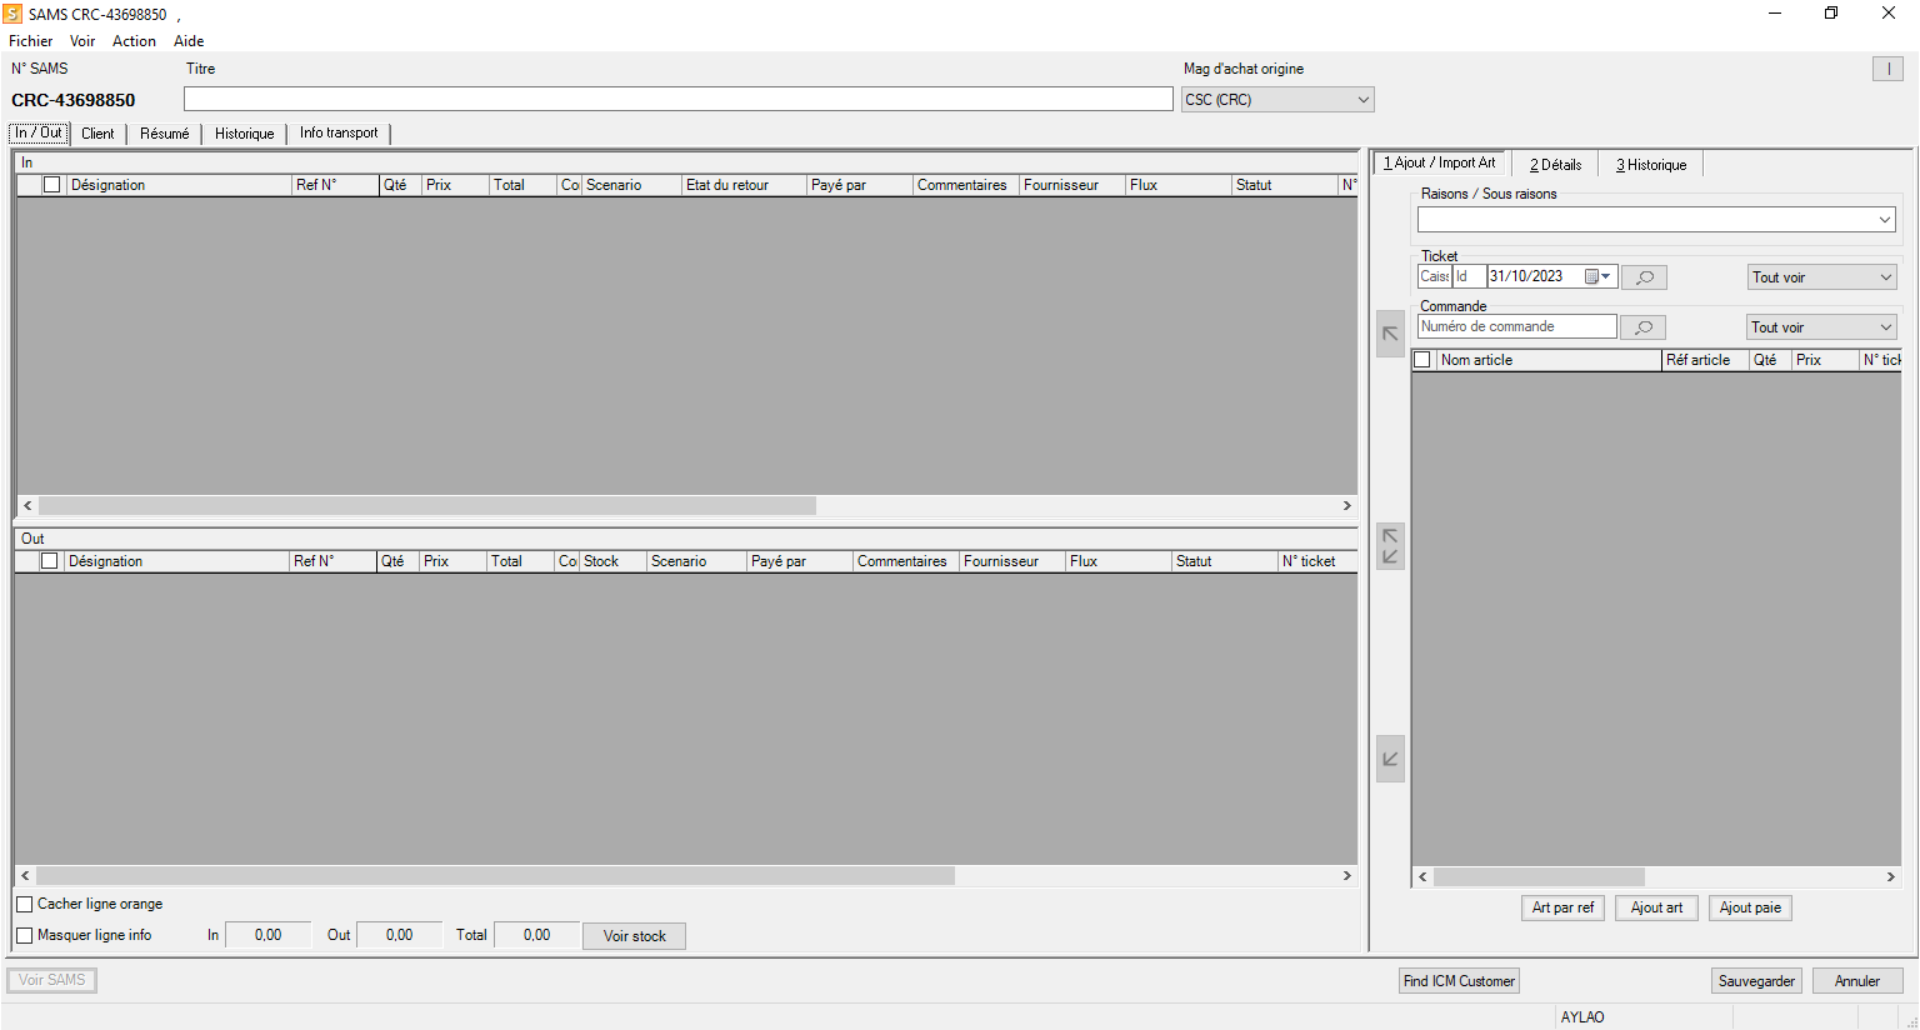 SAMS CRC-43698850 ,
Fichier Voir Action Aide
N° SAMS Titre Mag d'achat origine
CRC-43698850 CSC (CRC)
In / Out Client Résumé Historique Info transport
In
Désignation Ref N° Qté Prix Total Co Scenario Etat du retour Payé par Commentaires Fournisseur Flux Statut N°
Out
Désignation Ref N° Qté Prix Total Co Stock Scenario Payé par Commentaires Fournisseur Flux Statut N° ticket
Cacher ligne orange
Masquer ligne info In 0,00 Out 0,00 Total 0,00 Voir stock
1 Ajout / Import Art 2 Détails 3 Historique
Raisons / Sous raisons
Ticket
Caiss Id 31/10/2023 Tout voir
Commande
Numéro de commande Tout voir
Nom article Réf article Qté Prix N° tick
Art par ref Ajout art Ajout paie
Voir SAMS Find ICM Customer Sauvegarder Annuler
AYLAO